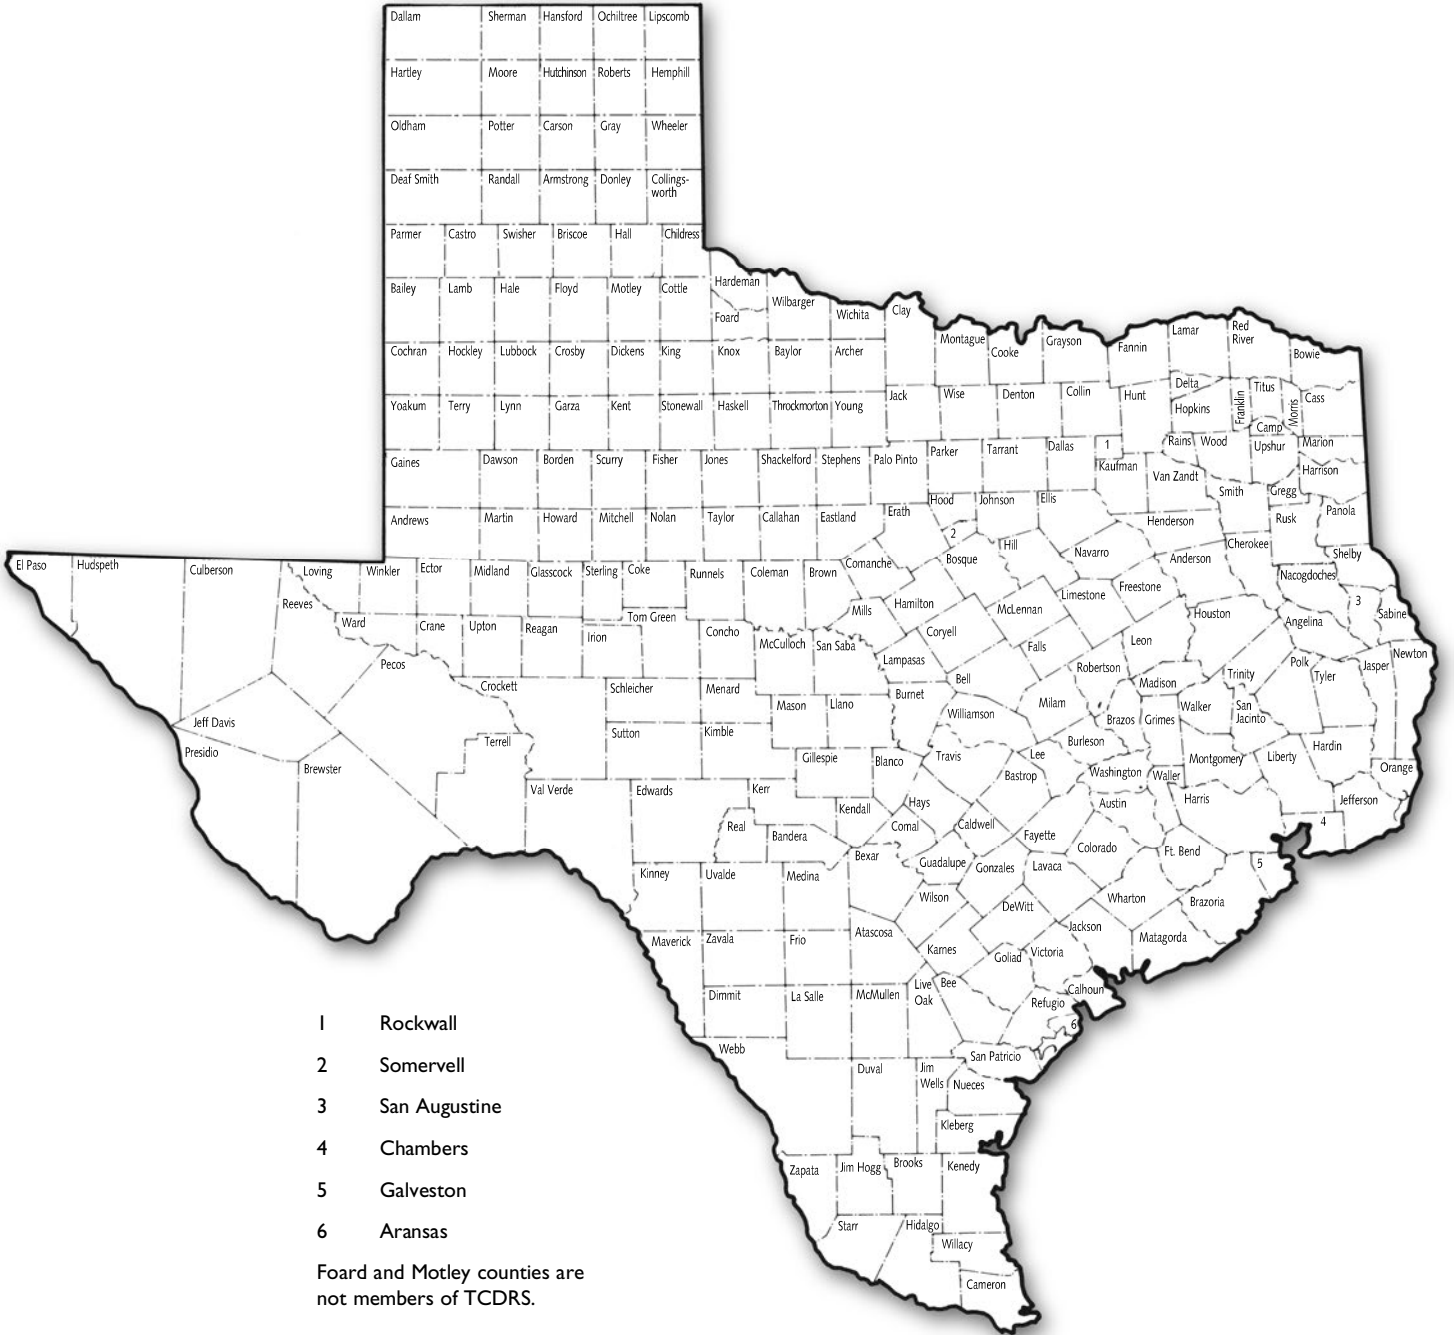 Dallam Sherman Hansford Ochiltree Lipscomb
Hartley Moore Hutchinson Roberts Hemphill
Oldham Potter Carson Gray Wheeler
Deaf Smith Randall Armstrong Donley Collings-
worth
Parmer Castro Swisher Briscoe Hall Childress
Hardeman
Bailey Lamb Hale Floyd Motley Cottle
Wilbarger
Foard Wichita Clay
Lamar Red
River
Montague Cooke Grayson Fannin Bowie
Cochran Hockley Lubbock Crosby Dickens King Knox Baylor Archer
Delta Titus
Jack Wise Denton Collin Hunt Hopkins Franklin Morris Cass
Yoakum Terry Lynn Garza Kent Stonewall Haskell Throckmorton Young
Camp
Parker Tarrant Dallas 1 Rains Wood Upshur Marion
Gaines Dawson Borden Scurry Fisher Jones Shackelford Stephens Palo Pinto
Kaufman Van Zandt Harrison
Hood Johnson Ellis Smith Gregg
Andrews Martin Howard Mitchell Nolan Taylor Callahan Eastland Erath
Henderson Rusk Panola
2 Hill Navarro Cherokee Shelby
El Paso Hudspeth Culberson Loving Winkler Ector Midland Glasscock Sterling Coke Runnels Coleman Brown Comanche Bosque Anderson
Nacogdoches
Reeves Mills Hamilton McLennan Limestone Freestone Houston 3 Sabine
Ward Crane Upton Reagan Irion Tom Green Concho Coryell Angelina
McCulloch San Saba Falls Leon
Pecos Lampasas Robertson Polk Jasper Newton
Crockett Schleicher Menard Bell Madison Trinity Tyler
Mason Llano Burnet Williamson Milam Brazos Grimes Walker San
Jacinto
Jeff Davis Sutton Kimble
Presidio Terrell Gillespie Blanco Travis Lee Burleson Montgomery Liberty Hardin
Brewster Bastrop Washington Waller Orange
Val Verde Edwards Kerr Kendall Hays Austin Harris Jefferson
Real Bandera Comal Caldwell Fayette 4
Bexar Guadalupe Gonzales Lavaca Colorado Ft. Bend 5
Kinney Uvalde Medina
Wilson DeWitt Wharton Brazoria
Maverick Zavala Frio Atascosa Karnes Jackson Matagorda
Goliad Victoria
Dimmit La Salle McMullen Live
Oak
Bee Refugio Calhoun
6
Webb San Patricio
Duval Jim
Wells
Nueces
Kleberg
Zapata Jim Hogg Brooks Kenedy
Starr Hidalgo
Willacy
Cameron
1 Rockwall
2 Somervell
3 San Augustine
4 Chambers
5 Galveston
6 Aransas
Foard and Motley counties are
not members of TCDRS.